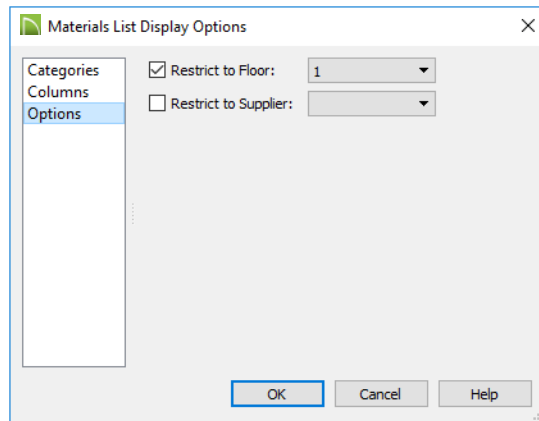 Materials List Display Options
Categories
Columns
Options
Restrict to Floor: 1
Restrict to Supplier:
OK Cancel Help